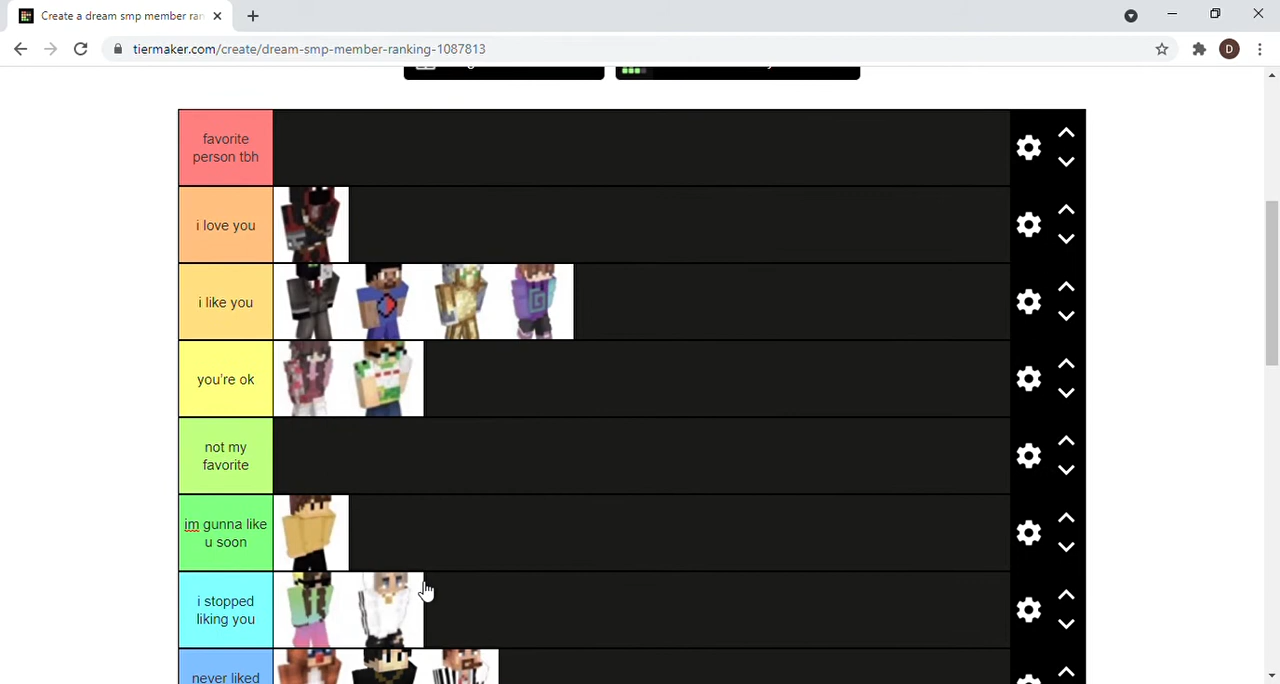 Create a dream smp member ran
tiermaker.com/create/dream-smp-member-ranking-1087813
D
favorite
person tbh
i love you
i like you
you're ok
not my
favorite
im gunna like
u soon
i stopped
liking you
never liked